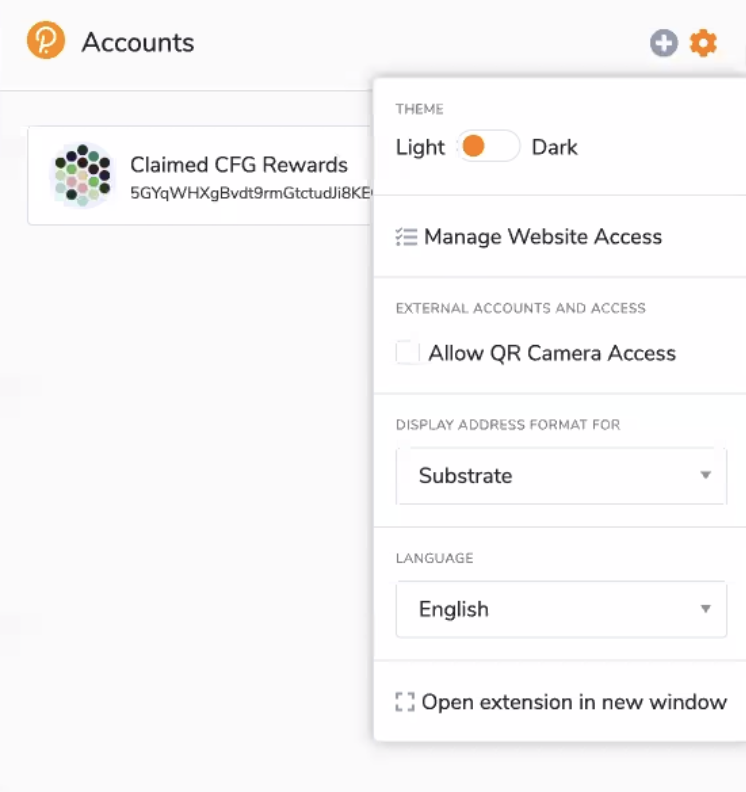 Accounts
Claimed CFG Rewards
5GYqWHXgBvdt9rmGtctudJi8KE
THEME
Light Dark
Manage Website Access
EXTERNAL ACCOUNTS AND ACCESS
Allow QR Camera Access
DISPLAY ADDRESS FORMAT FOR
Substrate
LANGUAGE
English
Open extension in new window